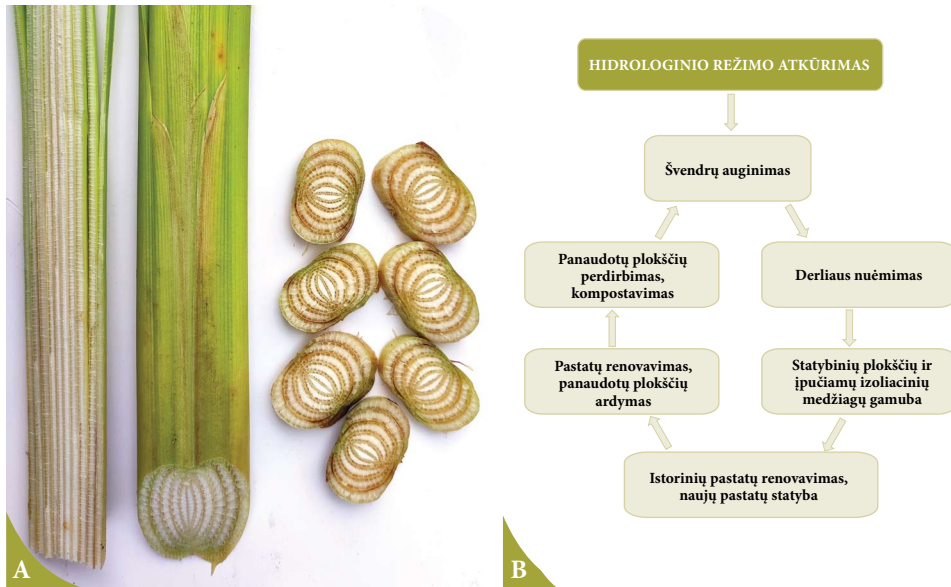 A
HIDROLOGINIO REŽIMO ATKŪRIMAS
Švendrų auginimas
Panaudotų plokščių
perdirbimas,
kompostavimas
Derliaus nuėmimas
Pastatų renovavimas,
panaudotų plokščių
ardymas
Statybinių plokščių ir
įpučiamų izoliacinių
medžiagų gamuba
Istorinių pastatų renovavimas,
naujų pastatų statyba
B